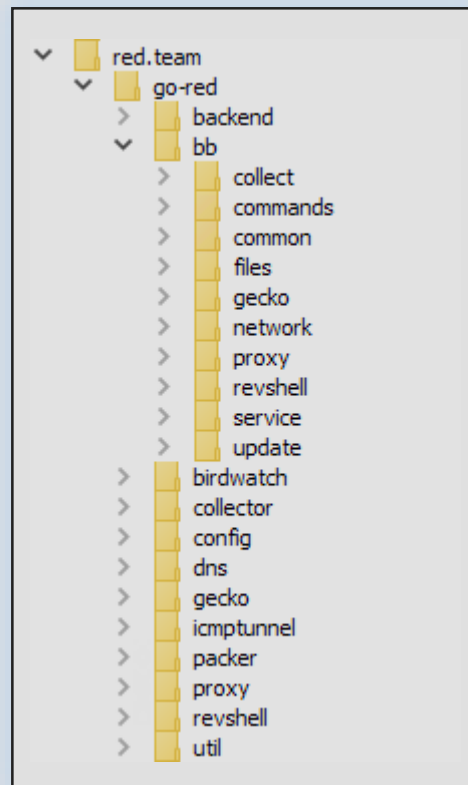 red.team
go-red
backend
bb
collect
commands
common
files
gecko
network
proxy
revshell
service
update
birdwatch
collector
config
dns
gecko
icmptunnel
packer
proxy
revshell
util